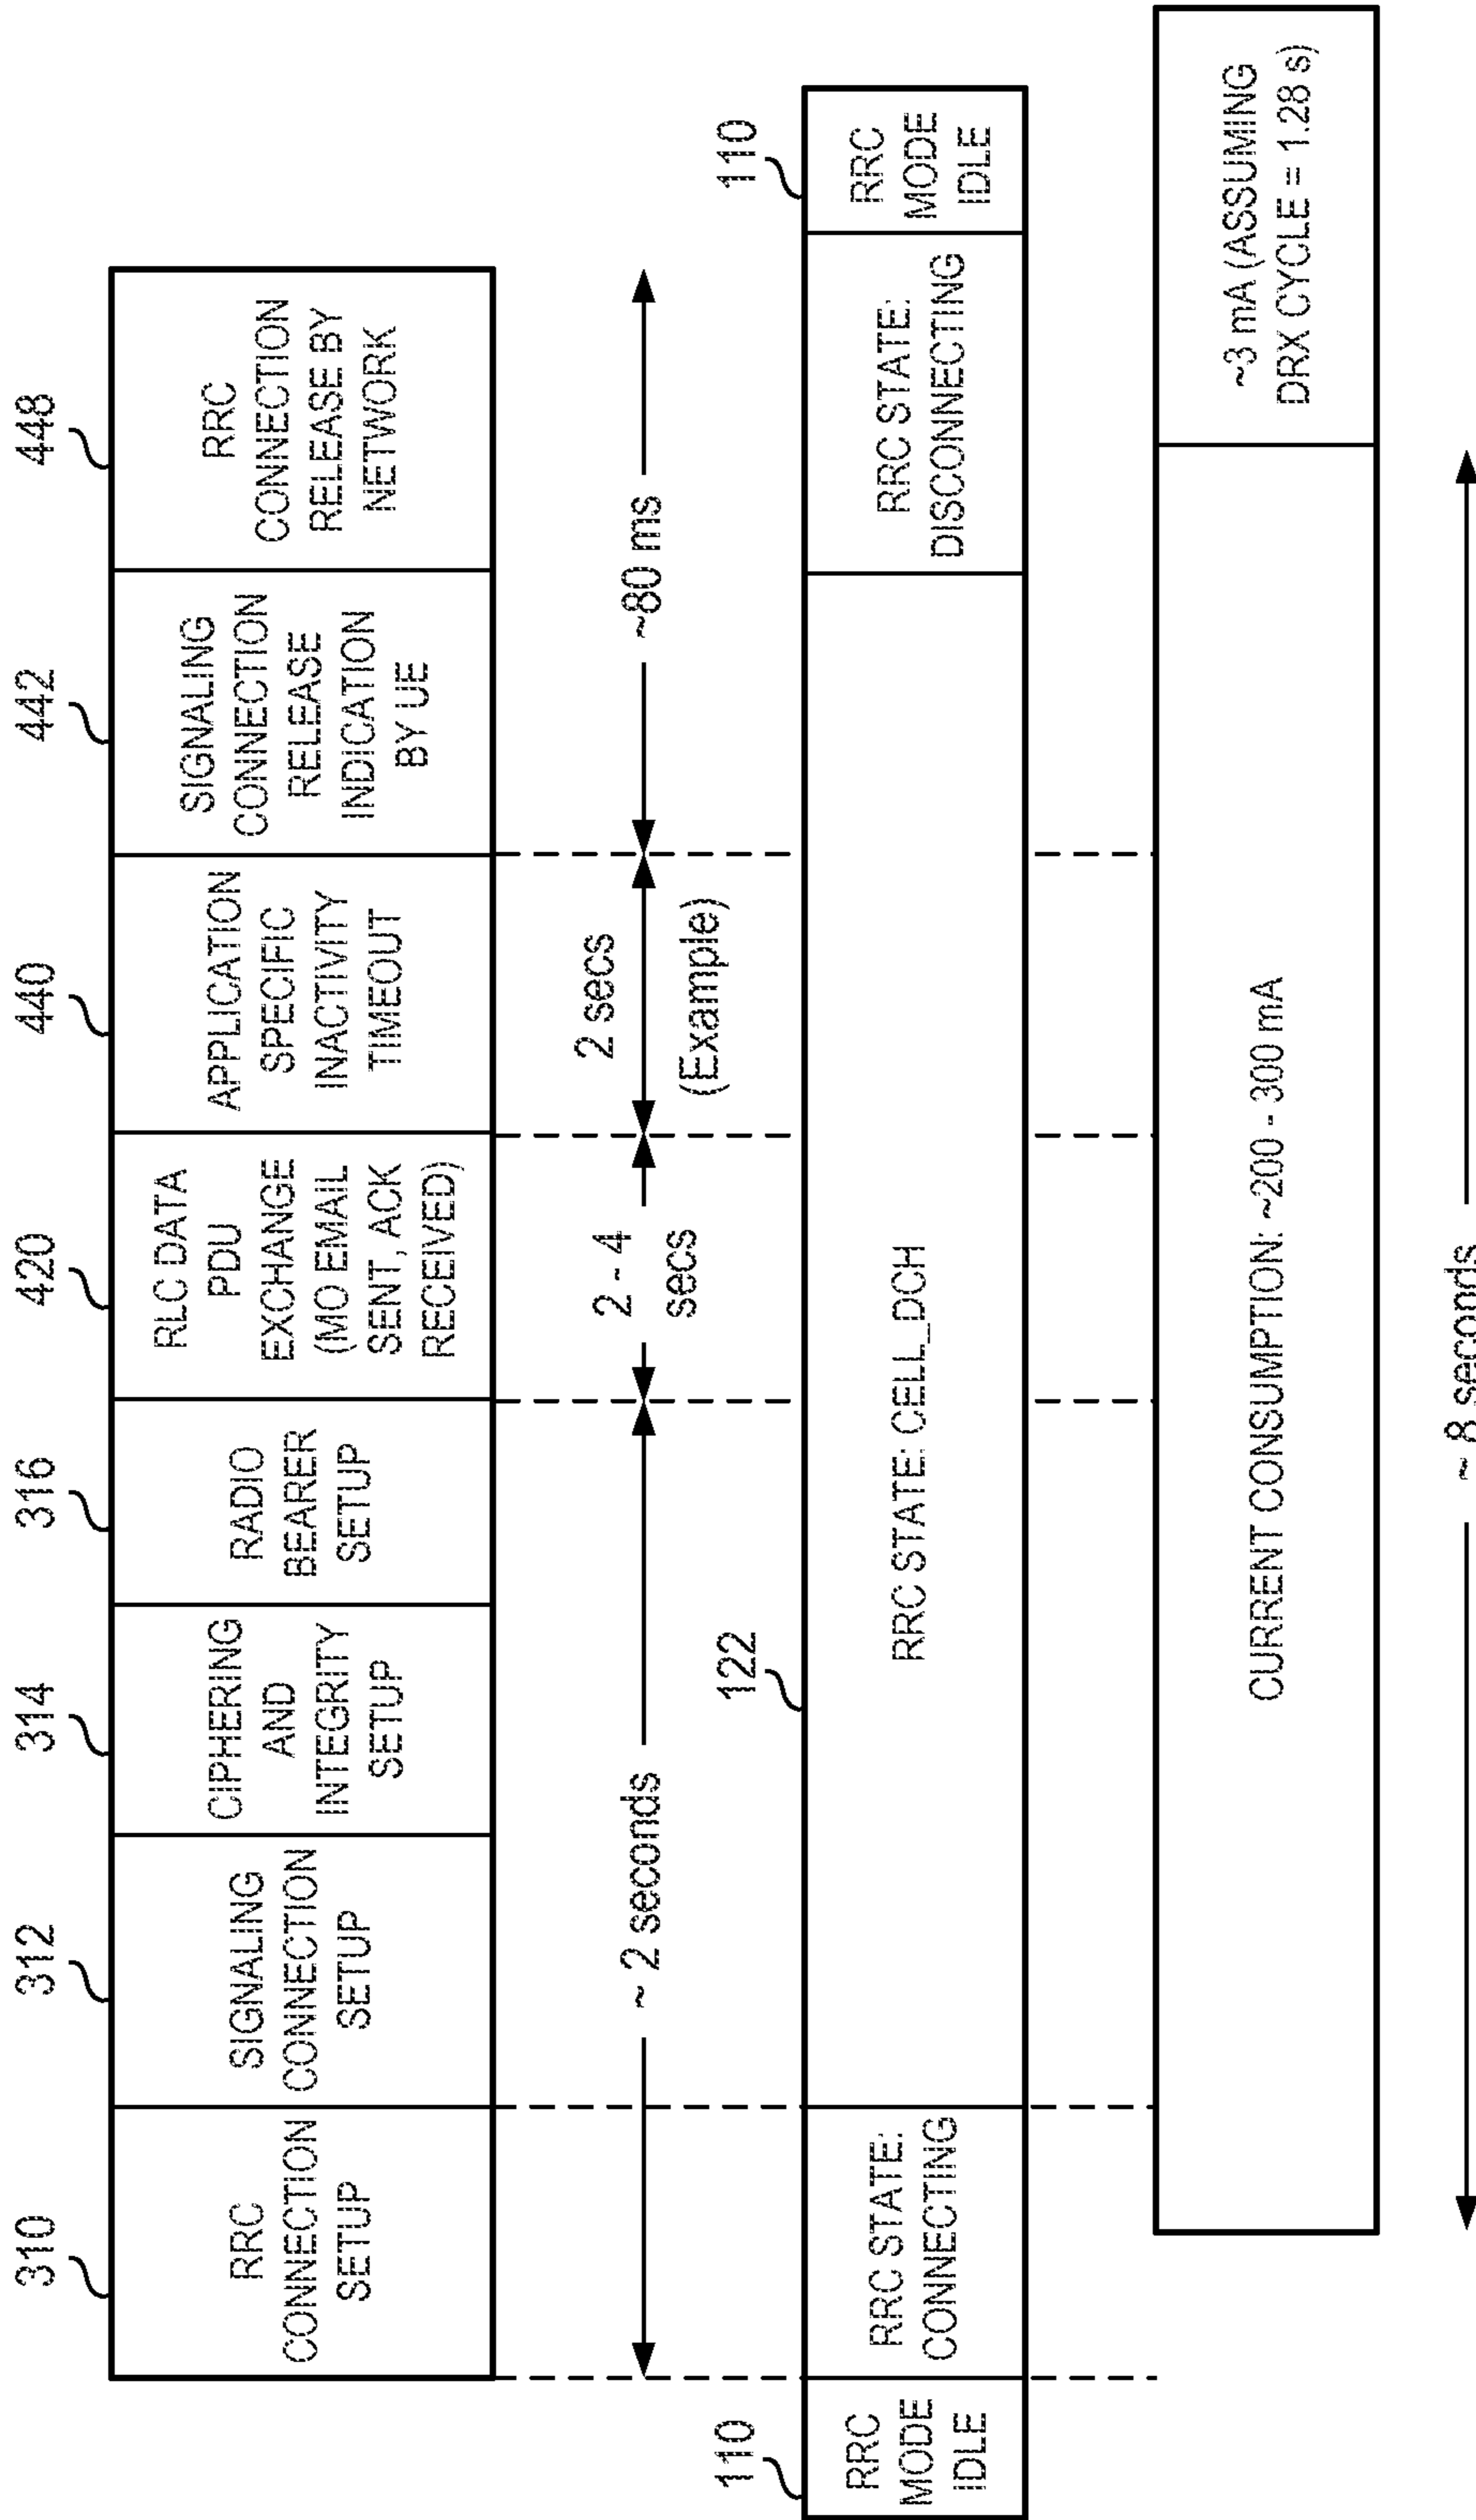 310
312
314
316
420
440
442
448
RRC
CONNECTION
SETUP
SIGNALING
CONNECTION
SETUP
CIPHERING
AND
INTEGRITY
SETUP
RADIO
BEARER
SETUP
RLC DATA
PDU
EXCHANGE
(MO EMAIL
SENT, ACK
RECEIVED)
APPLICATION
SPECIFIC
INACTIVITY
TIMEOUT
SIGNALING
CONNECTION
RELEASE
INDICATION
BY UE
RRC
CONNECTION
RELEASE BY
NETWORK
~ 2 seconds
2 - 4
secs
2 secs
(Example)
~80 ms
110
122
110
RRC
MODE
IDLE
RRC STATE:
CONNECTING
RRC STATE: CELL_DCH
RRC STATE:
DISCONNECTING
RRC
MODE
IDLE
CURRENT CONSUMPTION: ~200 - 300 mA
~3 mA (ASSUMING
DRX CYCLE = 1.28 s)
~ 8 seconds